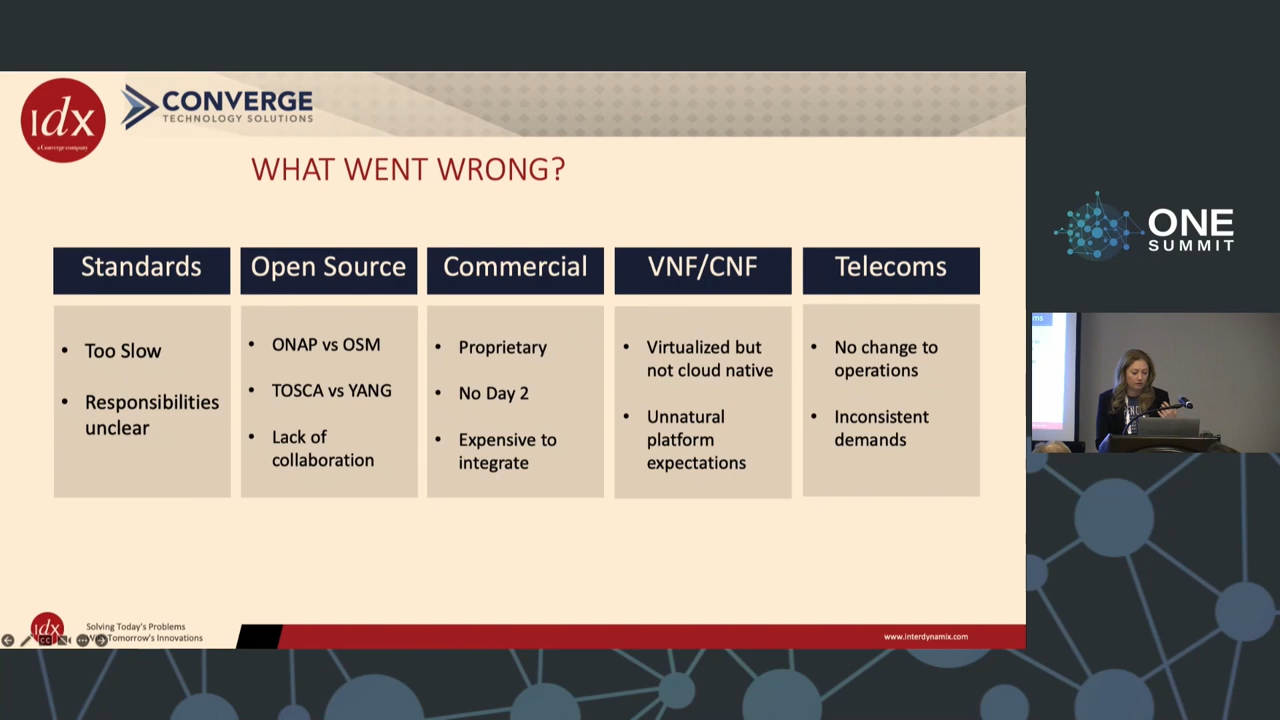 idx
a Converge company
CONVERGE
TECHNOLOGY SOLUTIONS
WHAT WENT WRONG?
Standards
• Too Slow
• Responsibilities
unclear
Open Source
• ONAP vs OSM
• TOSCA vs YANG
• Lack of
collaboration
Commercial
• Proprietary
• No Day 2
• Expensive to
integrate
VNF/CNF
• Virtualized but
not cloud native
• Unnatural
platform
expectations
Telecoms
• No change to
operations
• Inconsistent
demands
ONE
SUMMIT
idx
Solving Today's Problems
Tomorrow's Innovations
www.interdynamix.com